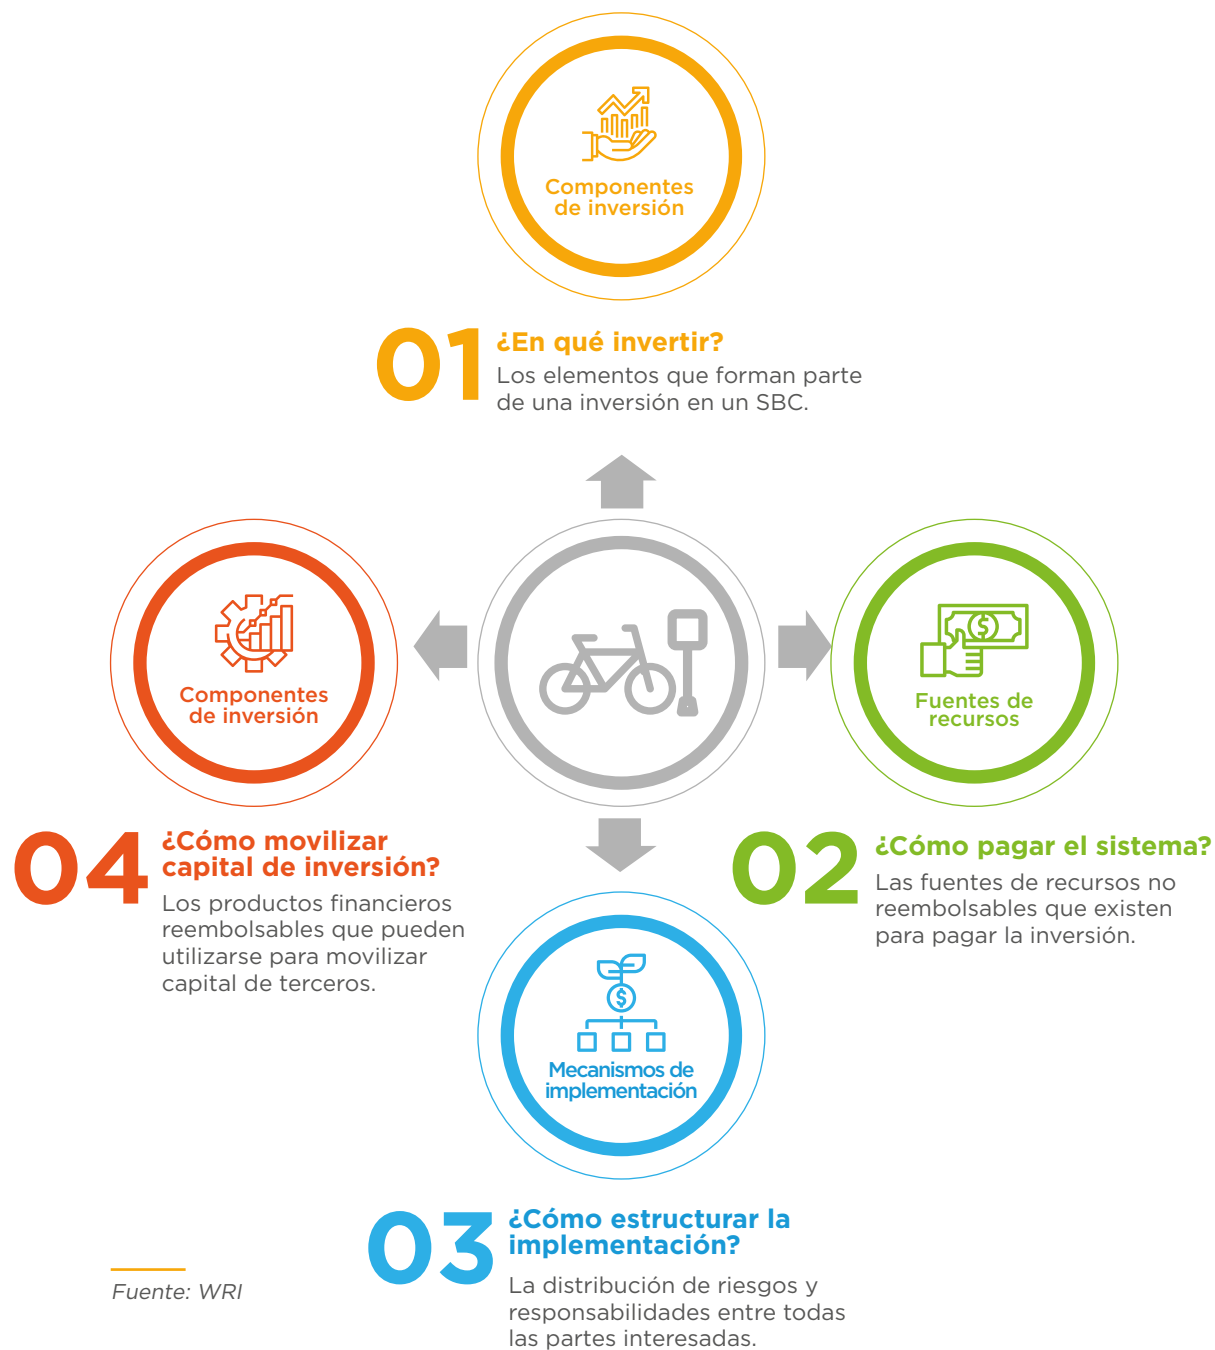 Componentes
de inversión
01
¿En qué invertir?
Los elementos que forman parte
de una inversión en un SBC.
Componentes
de inversión
04
¿Cómo movilizar
capital de inversión?
Los productos financieros
reembolsables que pueden
utilizarse para movilizar
capital de terceros.
$
Fuentes de
recursos
02
¿Cómo pagar el sistema?
Las fuentes de recursos no
reembolsables que existen
para pagar la inversión.
$
Mecanismos de
implementación
03
¿Cómo estructurar la
implementación?
La distribución de riesgos y
responsabilidades entre todas
las partes interesadas.
Fuente: WRI